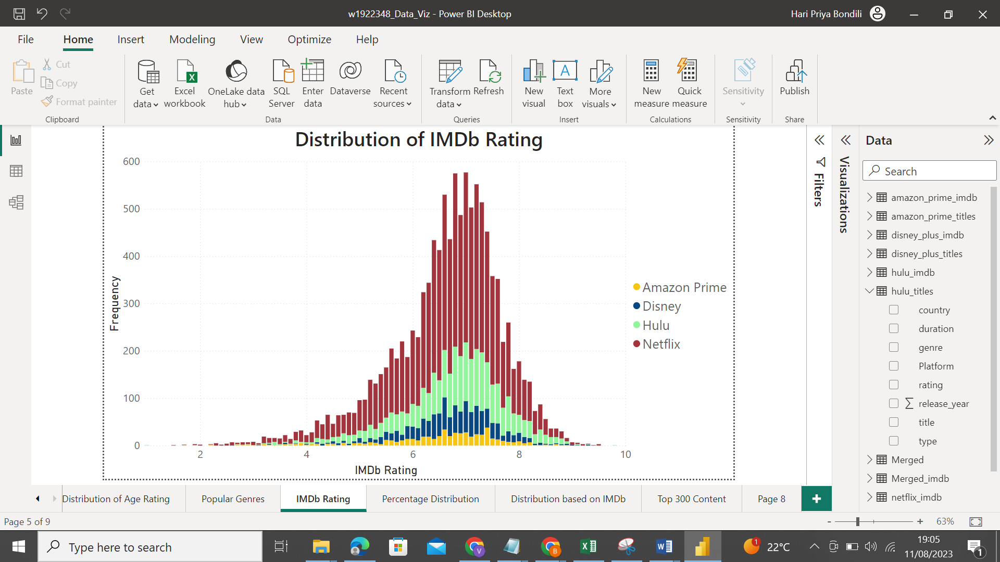 w1922348_Data_Viz - Power BI Desktop
Hari Priya Bondili
File Home Insert Modeling View Optimize Help
Paste
Cut
Copy
Format painter
Clipboard
Get data
Excel workbook
OneLake data hub
SQL Server
Enter data
Dataverse
Recent sources
Data
Transform data
Refresh
Queries
New visual
A
Text box
More visuals
Insert
New measure
Quick measure
Calculations
Sensitivity
Sensitivity
Publish
Share
Distribution of IMDb Rating
600
500
400
300
200
100
0
Frequency
2 4 6 8 10
IMDb Rating
Amazon Prime
Disney
Hulu
Netflix
Filters
Visualizations
Data
Search
amazon_prime_imdb
amazon_prime_titles
disney_plus_imdb
disney_plus_titles
hulu_imdb
hulu_titles
country
duration
genre
Platform
rating
∑ release_year
title
type
Merged
Merged_imdb
netflix_imdb
Distribution of Age Rating
Popular Genres
IMDb Rating
Percentage Distribution
Distribution based on IMDb
Top 300 Content
Page 8
+
Page 5 of 9
- + 63%
Type here to search
V
B
X
W
1
22°C
19:05
11/08/2023
1